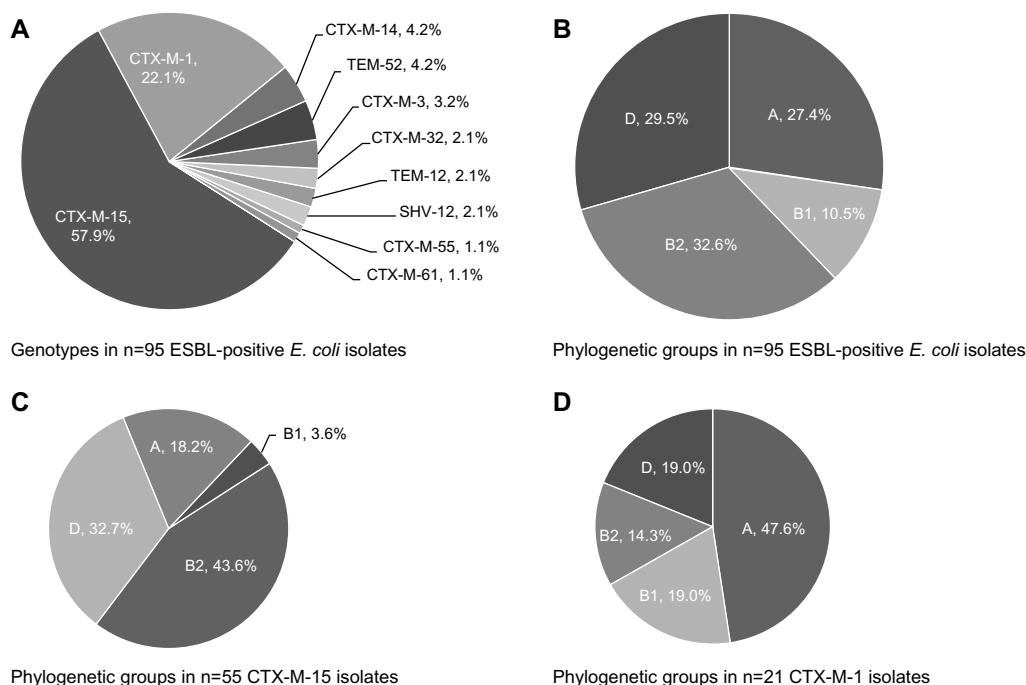 A
CTX-M-1,
22.1%
CTX-M-14, 4.2%
TEM-52, 4.2%
CTX-M-3, 3.2%
CTX-M-32, 2.1%
TEM-12, 2.1%
SHV-12, 2.1%
CTX-M-55, 1.1%
CTX-M-61, 1.1%
CTX-M-15,
57.9%
Genotypes in n=95 ESBL-positive E. coli isolates
B
D, 29.5%
A, 27.4%
B1, 10.5%
B2, 32.6%
Phylogenetic groups in n=95 ESBL-positive E. coli isolates
C
A, 18.2%
B1, 3.6%
D, 32.7%
B2, 43.6%
Phylogenetic groups in n=55 CTX-M-15 isolates
D
D, 19.0%
A, 47.6%
B2, 14.3%
B1, 19.0%
Phylogenetic groups in n=21 CTX-M-1 isolates